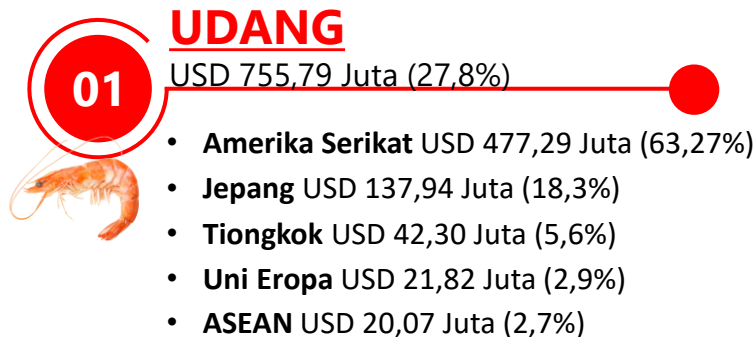 UDANG
01
USD 755,79 Juta (27,8%)
• Amerika Serikat USD 477,29 Juta (63,27%)
• Jepang USD 137,94 Juta (18,3%)
• Tiongkok USD 42,30 Juta (5,6%)
• Uni Eropa USD 21,82 Juta (2,9%)
• ASEAN USD 20,07 Juta (2,7%)